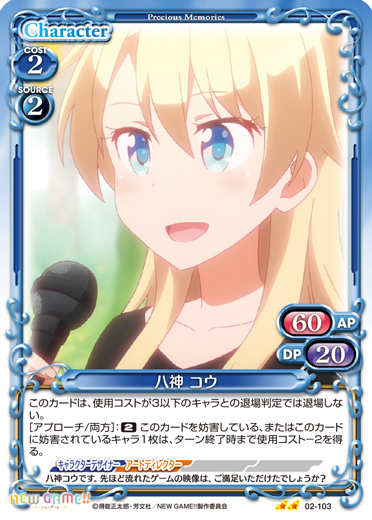 Precious Memories
Character
COST
2
SOURCE
2
60 AP
DP 20
八神 コウ
このカードは、使用コストが3以下のキャラとの退場判定では退場しない。
[アプローチ/両方]:2 このカードを妨害している、またはこのカード
に妨害されているキャラ1枚は、ターン終了時まで使用コスト−2を得
る。
キャラクターデザイナー アートディレクター
八神コウです。先ほど流れたゲームの映像は、ご満足いただけたでしょうか?
NEW GAME!!
©得能正太郎・芳文社/NEW GAME!!製作委員会
02-103